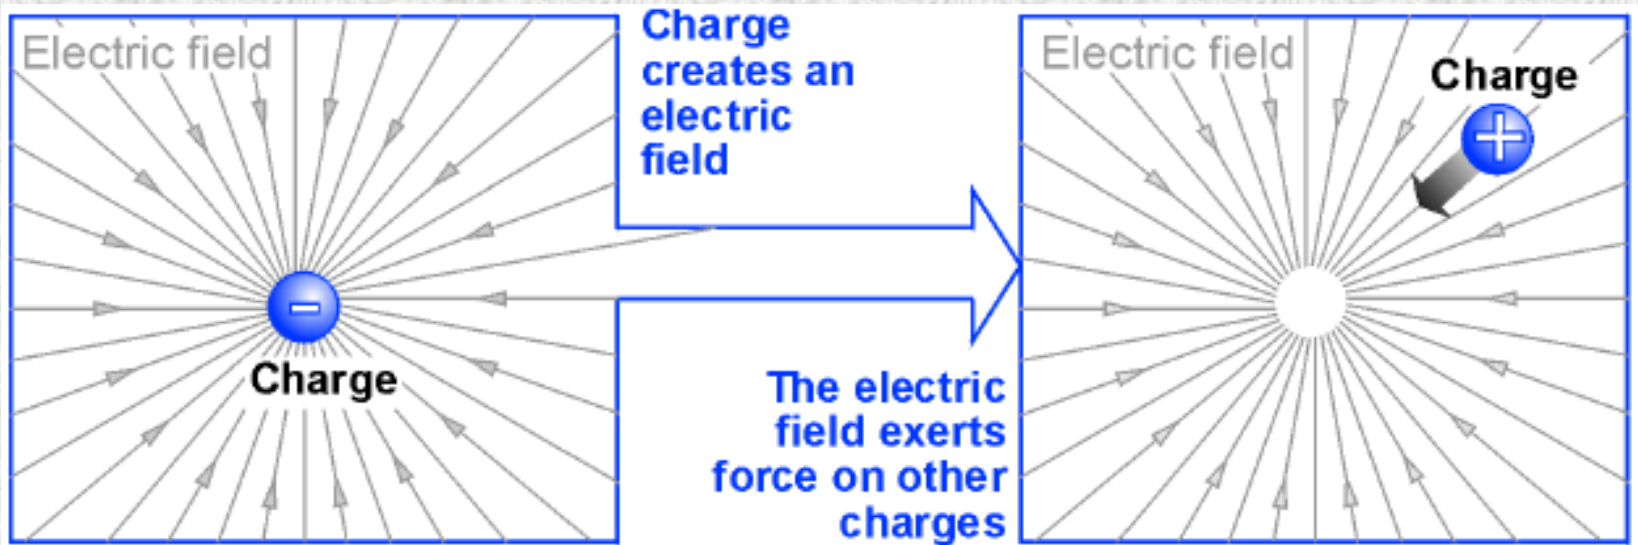 Electric field
Charge
Charge
creates an
electric
field
The electric
field exerts
force on other
charges
Electric field
Charge